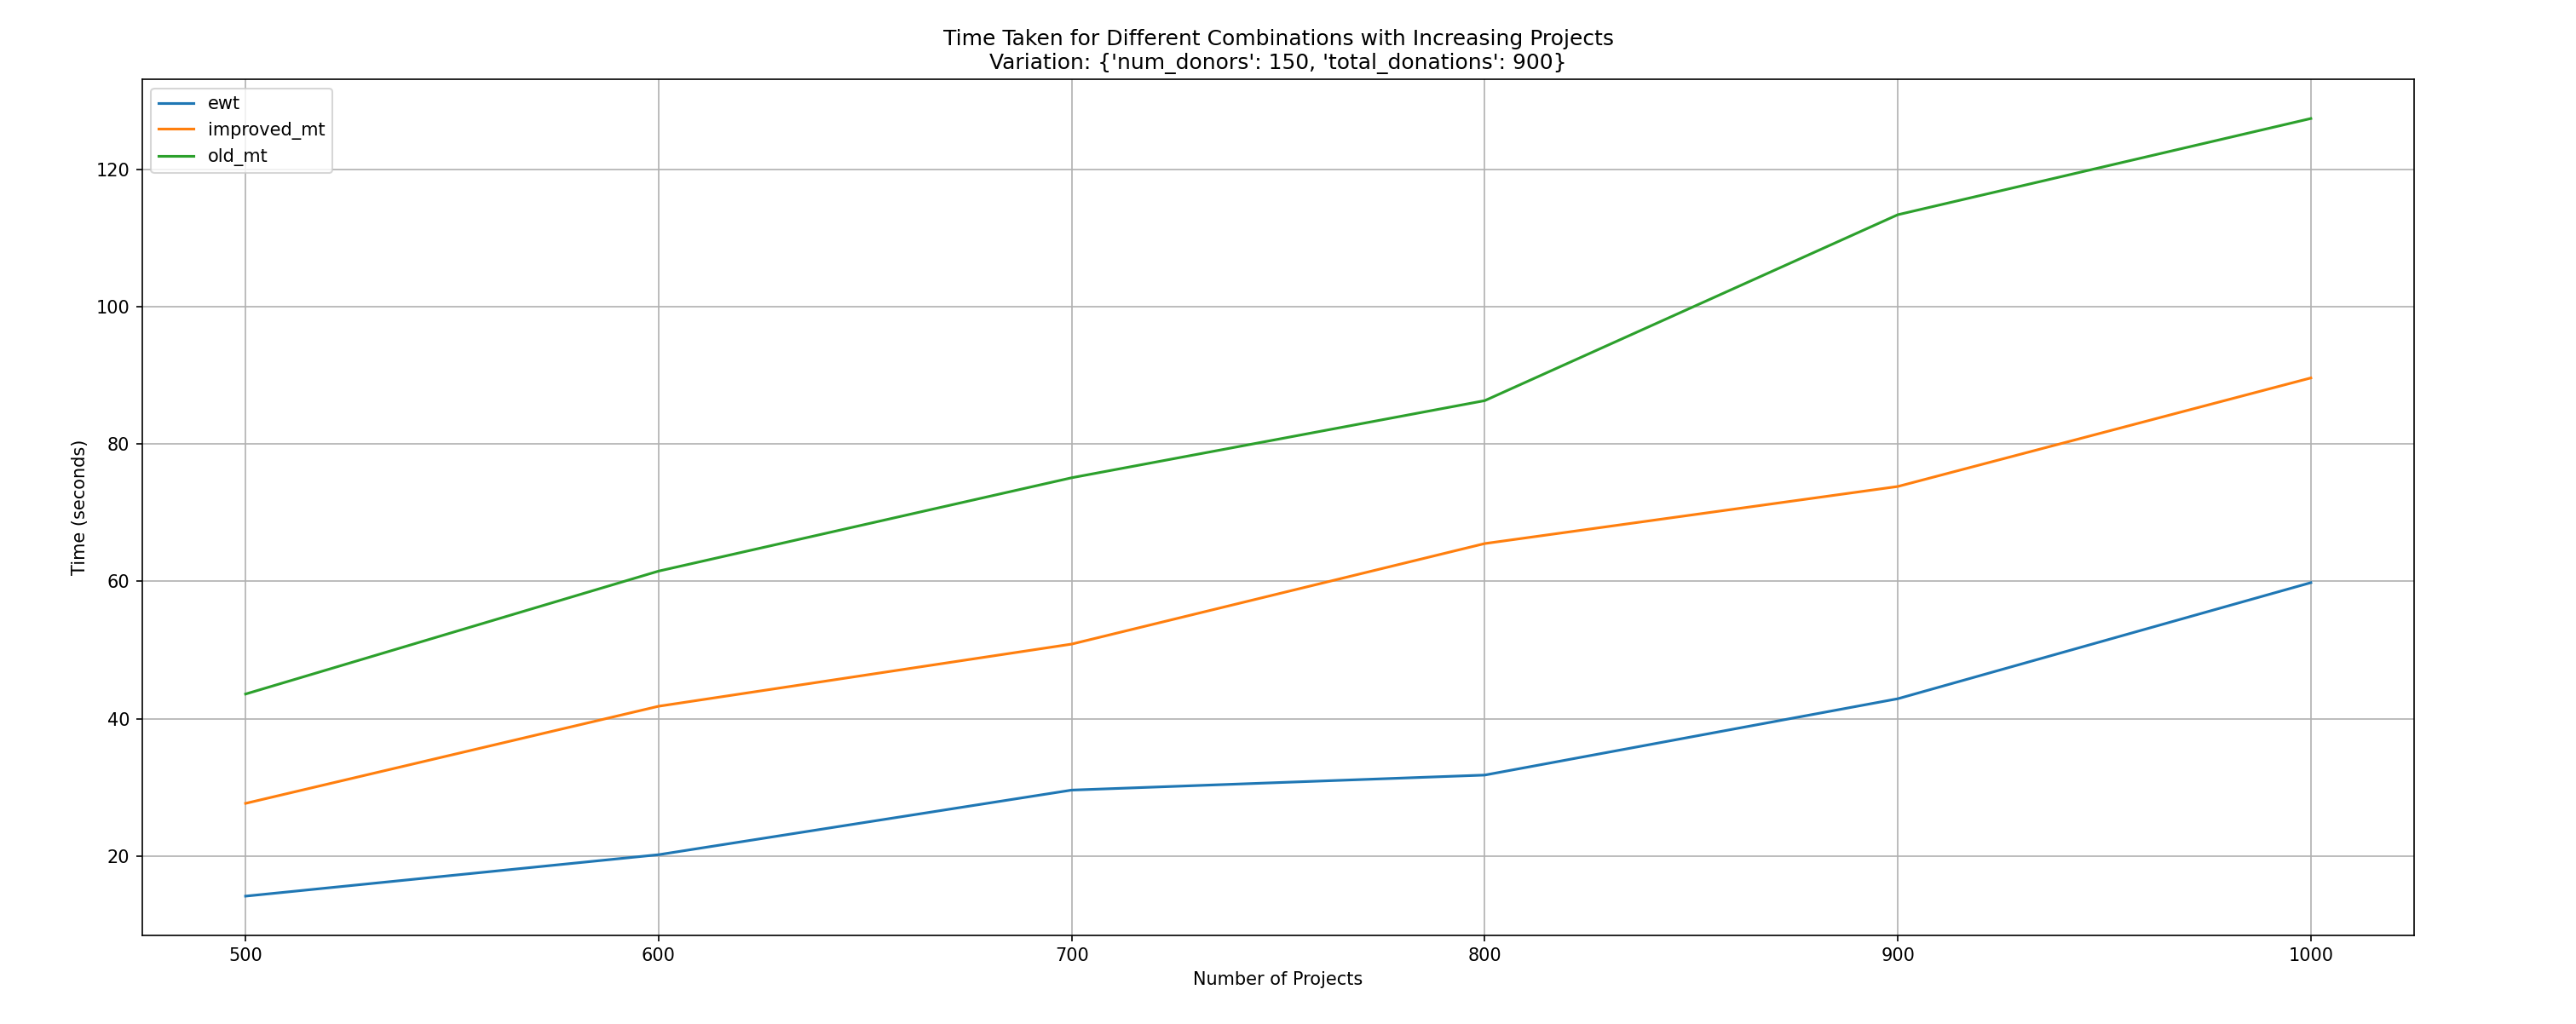 Time Taken for Different Combinations with Increasing Projects
Variation: {'num_donors': 150, 'total_donations': 900}
ewt
improved_mt
old_mt
Time (seconds)
120
100
80
60
40
20
500 600 700 800 900 1000
Number of Projects